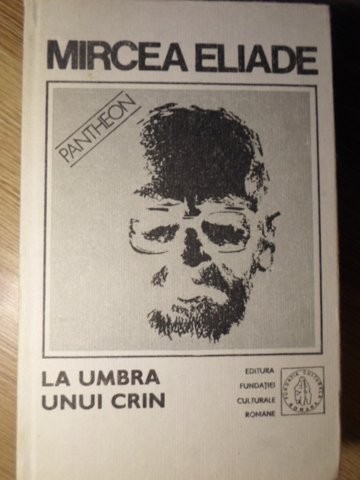 MIRCEA ELIADE
PANTHEON
LA UMBRA
UNUI CRIN
EDITURA
FUNDAȚIEI
CULTURALE
ROMÂNE